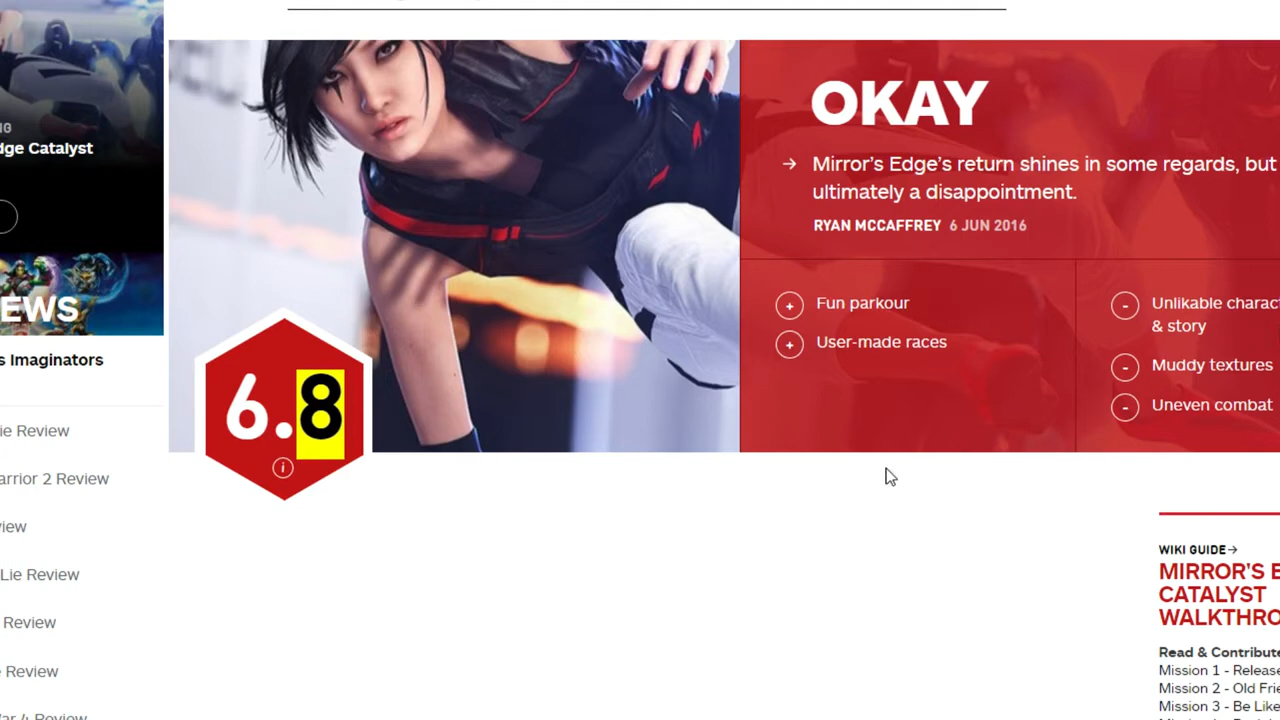 dge Catalyst
EWS
s Imaginators
ie Review
arrior 2 Review
iew
Lie Review
Review
Review
6.8
i
OKAY
→ Mirror's Edge's return shines in some regards, but
ultimately a disappointment.
RYAN MCCAFFREY 6 JUN 2016
+ Fun parkour
+ User-made races
- Unlikable charac
& story
- Muddy textures
- Uneven combat
WIKI GUIDE→
MIRROR'S E
CATALYST
WALKTHRO
Read & Contribute
Mission 1 - Release
Mission 2 - Old Frie
Mission 3 - Be Like